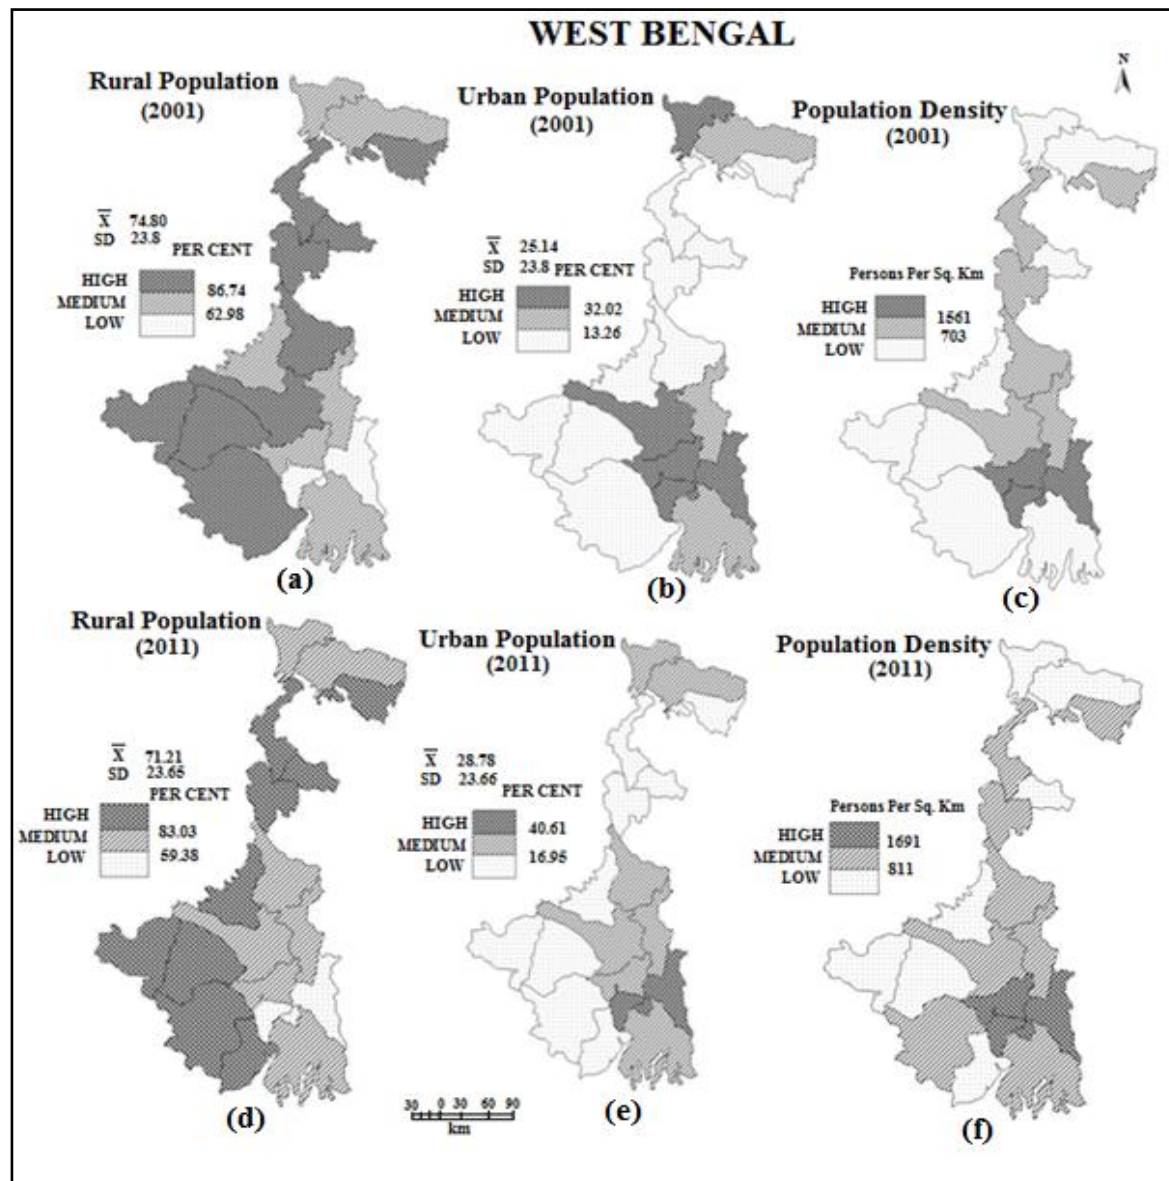 WEST BENGAL
N
Rural Population
(2001)
X 74.80
SD 23.8
PER CENT
HIGH
86.74
MEDIUM
62.98
LOW
(a)
Urban Population
(2001)
X 25.14
SD 23.8 PER CENT
HIGH
32.02
MEDIUM
13.26
LOW
(b)
Population Density
(2001)
Persons Per Sq. Km
HIGH
1561
MEDIUM
703
LOW
(c)
Rural Population
(2011)
X 71.21
SD 23.65
PER CENT
HIGH
83.03
MEDIUM
59.38
LOW
(d)
Urban Population
(2011)
X 28.78
SD 23.66
PER CENT
HIGH
40.61
MEDIUM
16.95
LOW
30 0 30 60 90
km
(e)
Population Density
(2011)
Persons Per Sq. Km
HIGH
1691
MEDIUM
811
LOW
(f)